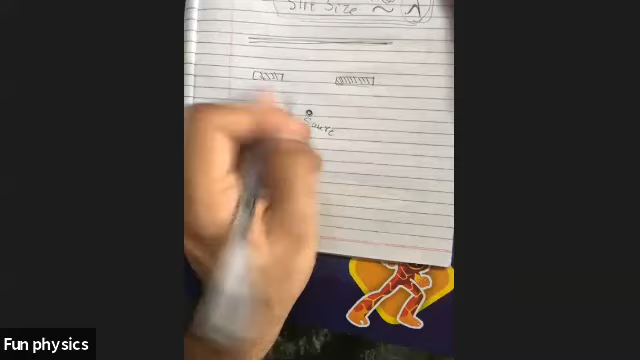 Slit Size ~ λ
Source
Fun physics